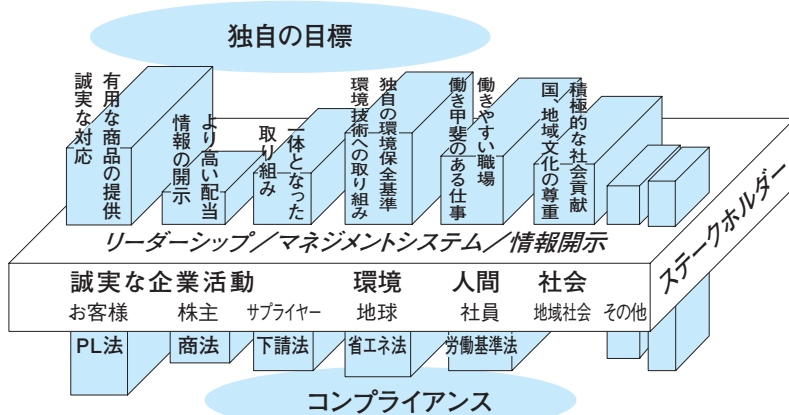 独自の目標
有用な商品の提供
誠実な対応
より高い配当
情報の開示
一体となった
取り組み
独自の環境保全基準
環境技術への取り組み
働きやすい職場
働き甲斐のある仕事
積極的な社会貢献
国、地域文化の尊重
リーダーシップ／マネジメントシステム／情報開示
ステークホルダー
誠実な企業活動 環境 人間 社会
お客様 株主 サプライヤー 地球 社員 地域社会 その他
PL法 商法 下請法 省エネ法 労働基準法
コンプライアンス